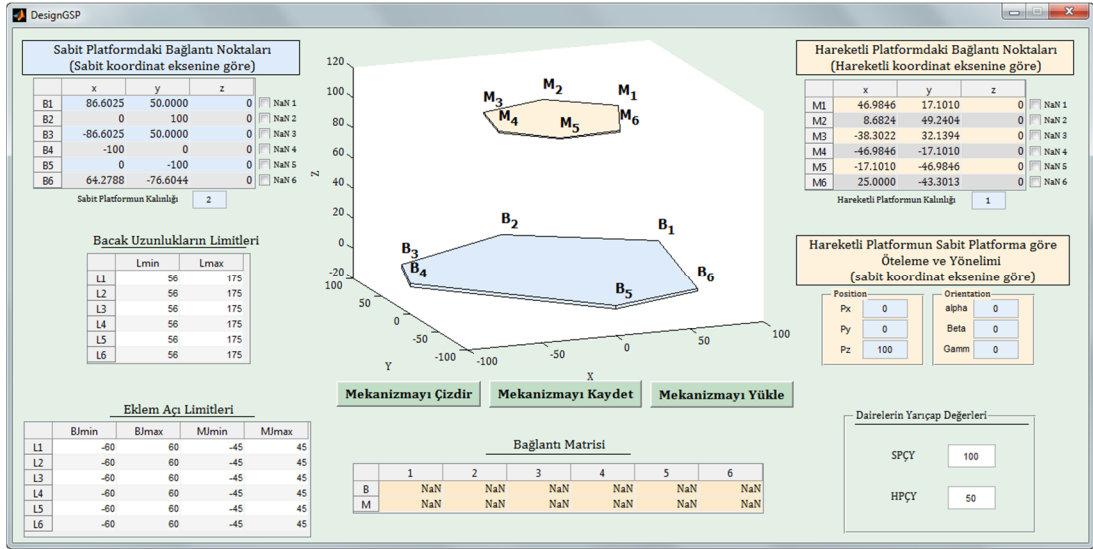 DesignGSP
Sabit Platformdaki Bağlantı Noktaları
(Sabit koordinat eksenine göre)
x y z
B1 86.6025 50.0000 0 NaN 1
B2 0 100 0 NaN 2
B3 -86.6025 50.0000 0 NaN 3
B4 -100 0 0 NaN 4
B5 0 -100 0 NaN 5
B6 64.2788 -76.6044 0 NaN 6
Sabit Platformun Kalınlığı 2
Bacak Uzunlukların Limitleri
Lmin Lmax
L1 56 175
L2 56 175
L3 56 175
L4 56 175
L5 56 175
L6 56 175
Eklem Açı Limitleri
BJmin BJmax MJmin MJmax
L1 -60 60 -45 45
L2 -60 60 -45 45
L3 -60 60 -45 45
L4 -60 60 -45 45
L5 -60 60 -45 45
L6 -60 60 -45 45
120
100
80
60
40
20
0
-20
Z
100
50
0
-50
-100
Y
-100
-50
0
50
100
X
M1
M2
M3
M4
M5
M6
B1
B2
B3
B4
B5
B6
Mekanizmayı Çizdir Mekanizmayı Kaydet Mekanizmayı Yükle
Bağlantı Matrisi
1 2 3 4 5 6
B NaN NaN NaN NaN NaN NaN
M NaN NaN NaN NaN NaN NaN
Hareketli Platformdaki Bağlantı Noktaları
(Hareketli koordinat eksenine göre)
x y z
M1 46.9846 17.1010 0 NaN 1
M2 8.6824 49.2404 0 NaN 2
M3 -38.3022 32.1394 0 NaN 3
M4 -46.9846 -17.1010 0 NaN 4
M5 -17.1010 -46.9846 0 NaN 5
M6 25.0000 -43.3013 0 NaN 6
Hareketli Platformun Kalınlığı 1
Hareketli Platformun Sabit Platforma göre
Öteleme ve Yönelimi
(sabit koordinat eksenine göre)
Position Orientation
Px 0 alpha 0
Py 0 Beta 0
Pz 100 Gamm 0
Dairelerin Yarıçap Değerleri
SPÇY 100
HPÇY 50